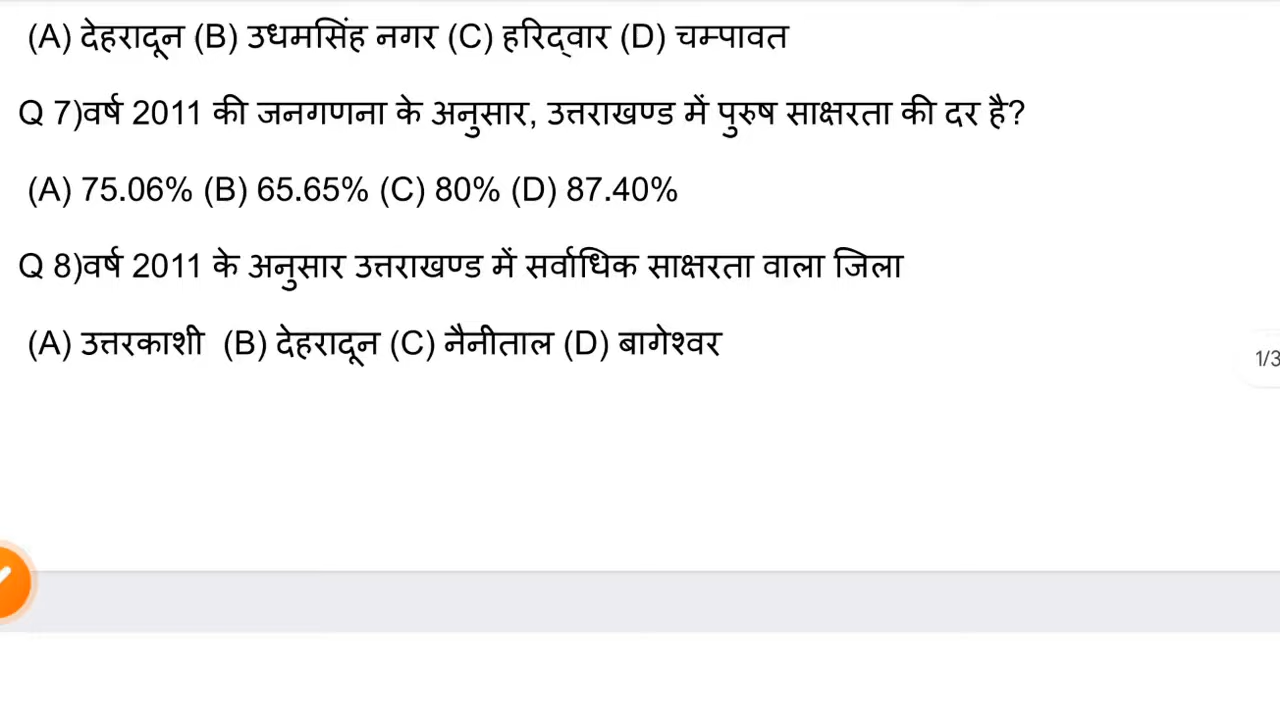 (A) देहरादून (B) उधमसिंह नगर (C) हरिद्वार (D) चम्पावत
Q 7)वर्ष 2011 की जनगणना के अनुसार, उत्तराखण्ड में पुरुष साक्षरता की दर है?
(A) 75.06% (B) 65.65% (C) 80% (D) 87.40%
Q 8)वर्ष 2011 के अनुसार उत्तराखण्ड में सर्वाधिक साक्षरता वाला जिला
(A) उत्तरकाशी (B) देहरादून (C) नैनीताल (D) बागेश्वर
1/3